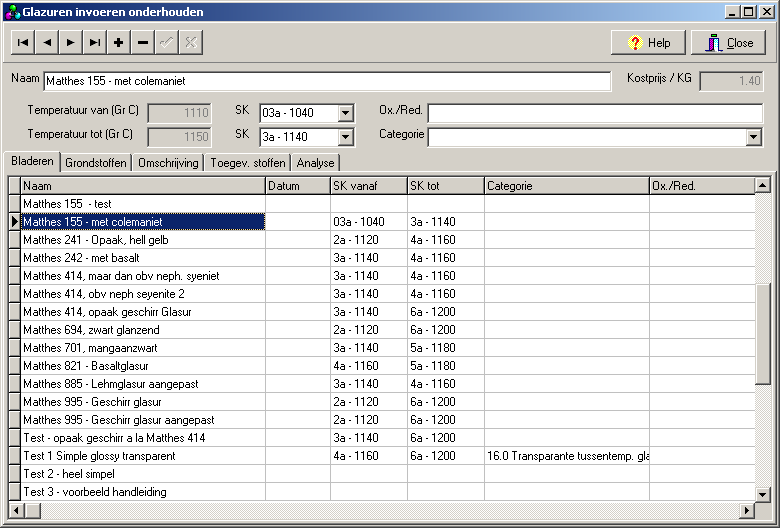 Glazuren invoeren onderhouden
Help Close
Naam Matthes 155 - met colemaniet Kostprijs / KG 1.40
Temperatuur van (Gr C) 1110 SK 03a - 1040 Ox./Red.
Temperatuur tot (Gr C) 1150 SK 3a - 1140 Categorie
Bladeren Grondstoffen Omschrijving Toegev. stoffen Analyse
Naam Datum SK vanaf SK tot Categorie Ox./Red.
Matthes 155 - test
Matthes 155 - met colemaniet 03a - 1040 3a - 1140
Matthes 241 - Opaak, hell gelb 2a - 1120 4a - 1160
Matthes 242 - met basalt 3a - 1140 4a - 1160
Matthes 414, maar dan obv neph. syeniet 3a - 1140 4a - 1160
Matthes 414, obv neph seyenite 2 3a - 1140 4a - 1160
Matthes 414, opaak geschirr Glasur 3a - 1140 6a - 1200
Matthes 694, zwart glanzend 2a - 1120 6a - 1200
Matthes 701, mangaanzwart 3a - 1140 5a - 1180
Matthes 821 - Basaltglasur 4a - 1160 5a - 1180
Matthes 885 - Lehmglasur aangepast 3a - 1140 4a - 1160
Matthes 995 - Geschirr glasur 2a - 1120 6a - 1200
Matthes 995 - Geschirr glasur aangepast 2a - 1120 6a - 1200
Test - opaak geschirr a la Matthes 414 3a - 1140 6a - 1200
Test 1 Simple glossy transparent 4a - 1160 6a - 1200 16.0 Transparante tussentemp. gla
Test 2 - heel simpel
Test 3 - voorbeeld handleiding